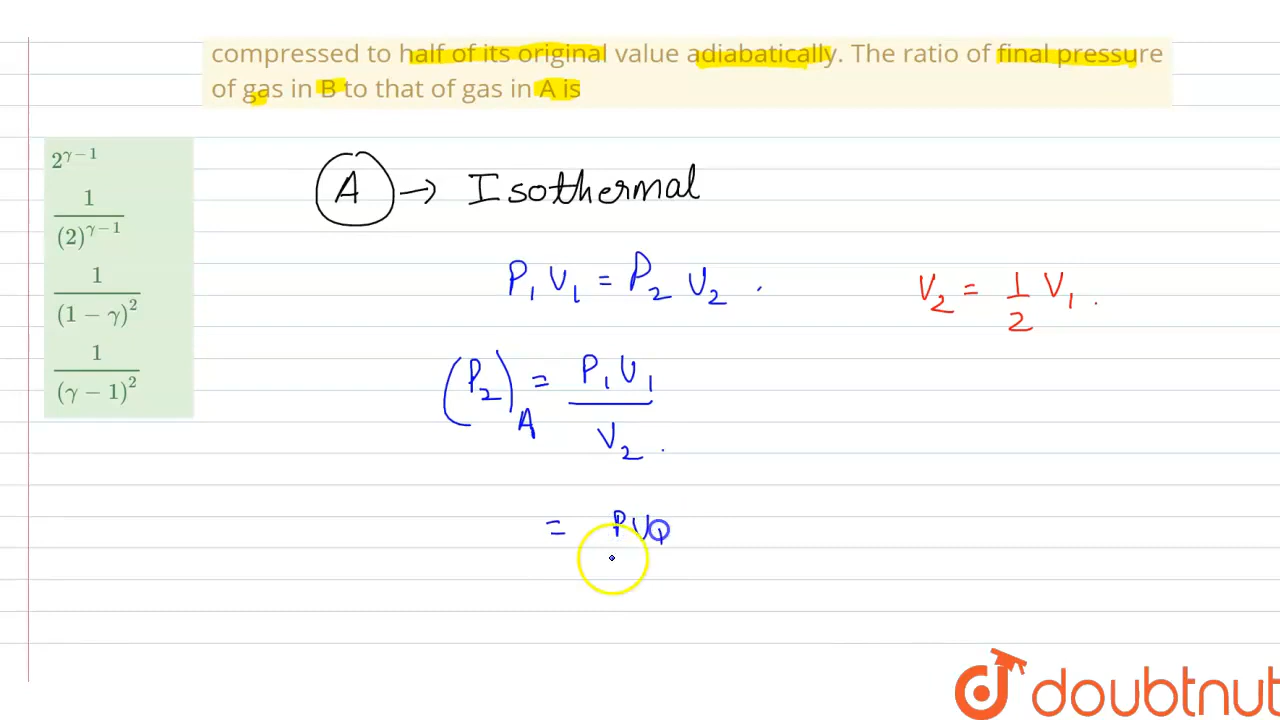 compressed to half of its original value adiabatically. The ratio of final pressure
of gas in B to that of gas in A is
2^{γ−1}
1/(2)^{γ−1}
1/(1 − γ)^2
1/(γ − 1)^2
A → Isothermal
P₁ V₁ = P₂ V₂ .
V₂ = 1/2 V₁ .
(P₂)_A = P₁ V₁ / V₂ .
= P V
doubtnut